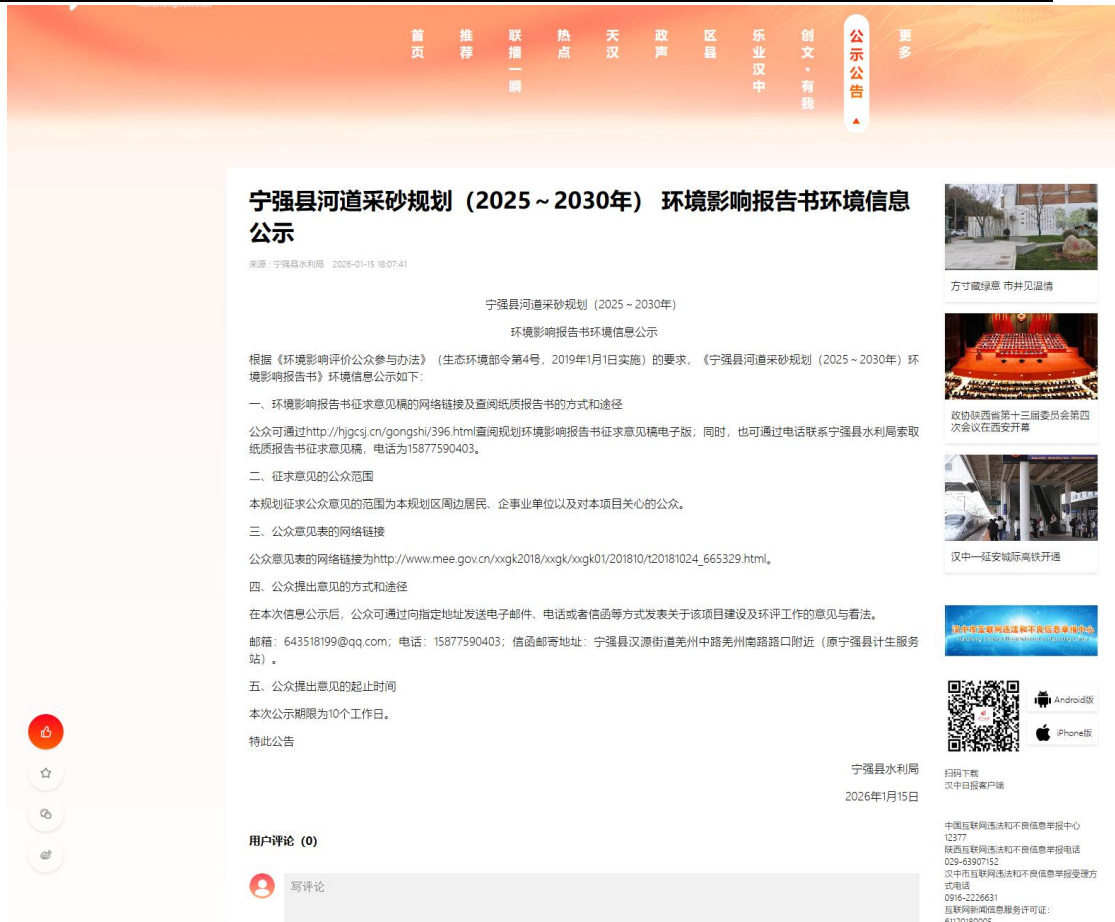 首页
推荐
联播一瞬
热点
天汉
政声
区县
乐业汉中
创文·有我
公示公告
更多
宁强县河道采砂规划（2025～2030年） 环境影响报告书环境信息
公示
来源：宁强县水利局 2026-01-15 18:07:41
宁强县河道采砂规划（2025～2030年）
环境影响报告书环境信息公示
根据《环境影响评价公众参与办法》（生态环境部令第4号，2019年1月1日实施）的要求，《宁强县河道采砂规划（2025～2030年）环
境影响报告书》环境信息公示如下：
一、环境影响报告书征求意见稿的网络链接及查阅纸质报告书的方式和途径
公众可通过http://hjgcsj.cn/gongshi/396.html查阅规划环境影响报告书征求意见稿电子版；同时，也可通过电话联系宁强县水利局索取
纸质报告书征求意见稿，电话为15877590403。
二、征求意见的公众范围
本规划征求公众意见的范围为本规划区周边居民、企事业单位以及对本项目关心的公众。
三、公众意见表的网络链接
公众意见表的网络链接为http://www.mee.gov.cn/xxgk2018/xxgk/xxgk01/201810/t20181024_665329.html。
四、公众提出意见的方式和途径
在本次信息公示后，公众可通过向指定地址发送电子邮件、电话或者信函等方式发表关于该项目建设及环评工作的意见与看法。
邮箱：643518199@qq.com；电话：15877590403；信函邮寄地址：宁强县汉源街道羌州中路羌州南路路口附近（原宁强县计生服务
站）。
五、公众提出意见的起止时间
本次公示期限为10个工作日。
特此公告
宁强县水利局
2026年1月15日
用户评论（0）
写评论
方寸藏绿意 市井见温情
政协陕西省第十三届委员会第四
次会议在西安开幕
汉中—延安城际高铁开通
汉中市互联网违法和不良信息举报中心
Android版
iPhone版
扫码下载
汉中日报客户端
中国互联网违法和不良信息举报中心
12377
陕西互联网违法和不良信息举报电话
029-63907152
汉中市互联网违法和不良信息举报受理方
式电话
0916-2226631
互联网新闻信息服务许可证：
61120180005